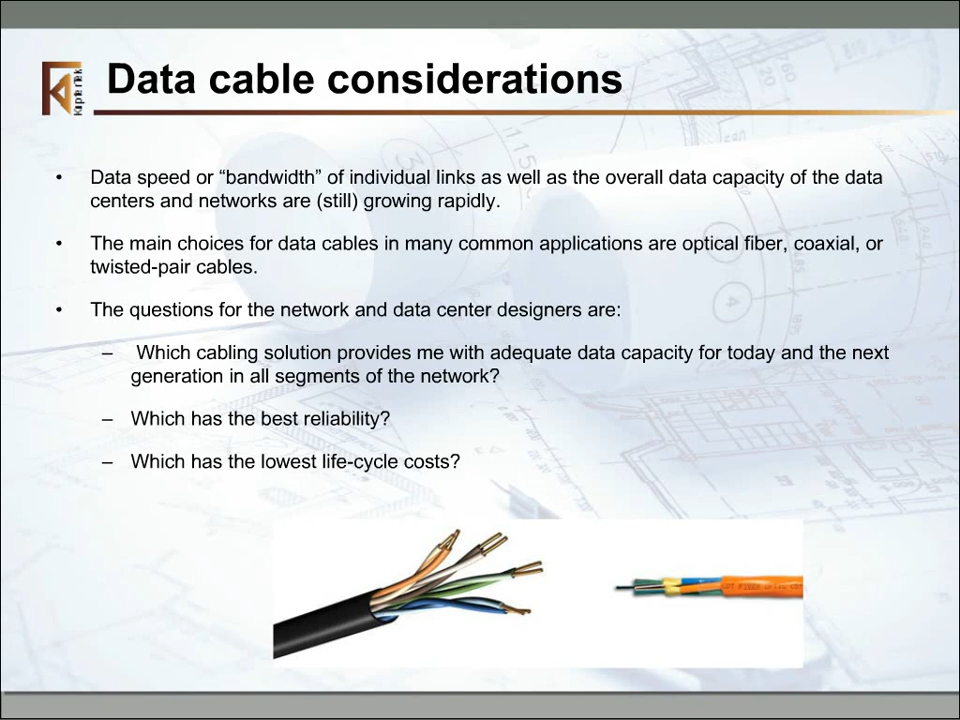 KapterTek
Data cable considerations
• Data speed or “bandwidth” of individual links as well as the overall data capacity of the data
centers and networks are (still) growing rapidly.
• The main choices for data cables in many common applications are optical fiber, coaxial, or
twisted-pair cables.
• The questions for the network and data center designers are:
– Which cabling solution provides me with adequate data capacity for today and the next
generation in all segments of the network?
– Which has the best reliability?
– Which has the lowest life-cycle costs?
4